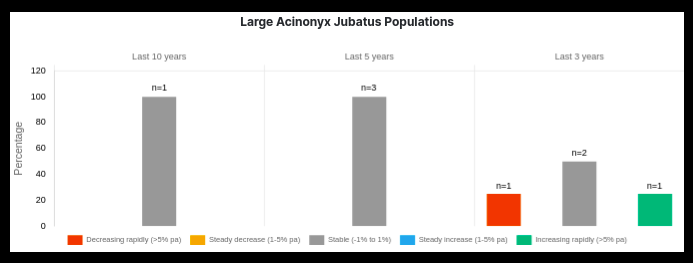 Large Acinonyx Jubatus Populations
Last 10 years Last 5 years Last 3 years
Percentage
120
100
80
60
40
20
0
n=1 n=3 n=1 n=2 n=1
Decreasing rapidly (>5% pa) Steady decrease (1-5% pa) Stable (-1% to 1%) Steady increase (1-5% pa) Increasing rapidly (>5% pa)